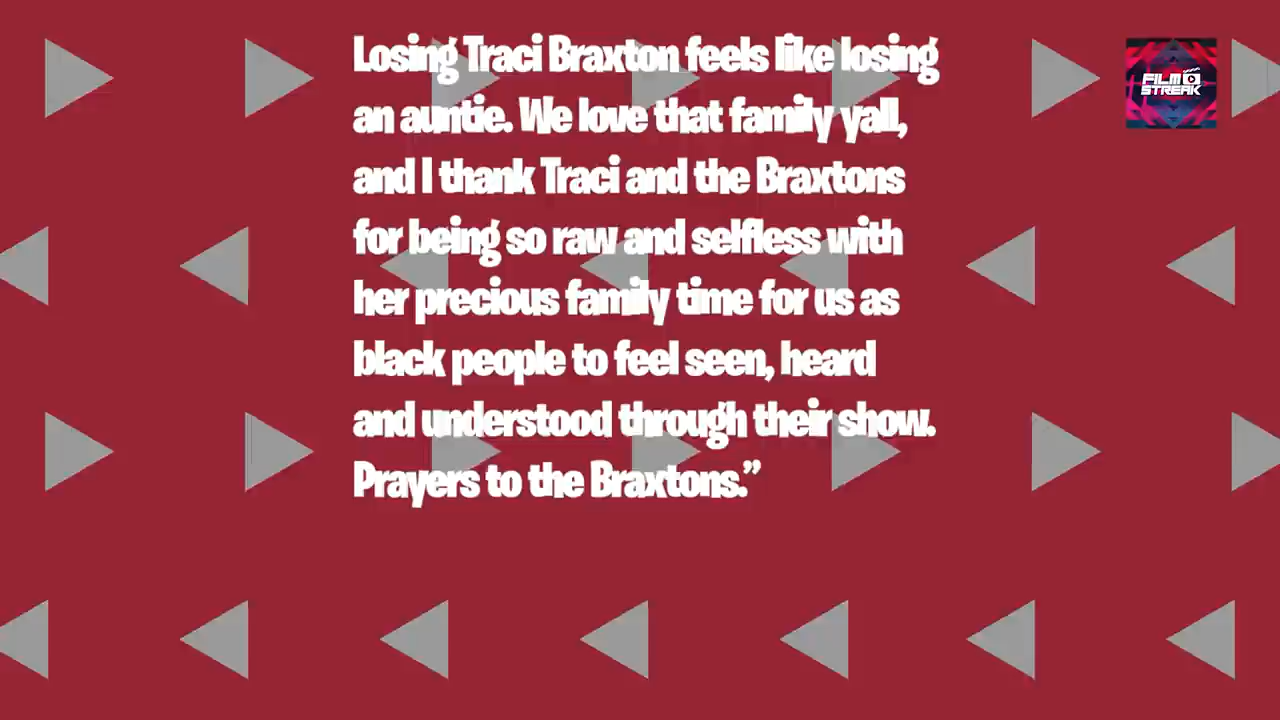 Losing Traci Braxton feels like losing
an auntie. We love that family yall,
and I thank Traci and the Braxtons
for being so raw and selfless with
her precious family time for us as
black people to feel seen, heard
and understood through their show.
Prayers to the Braxtons.”
FILM
STREAK